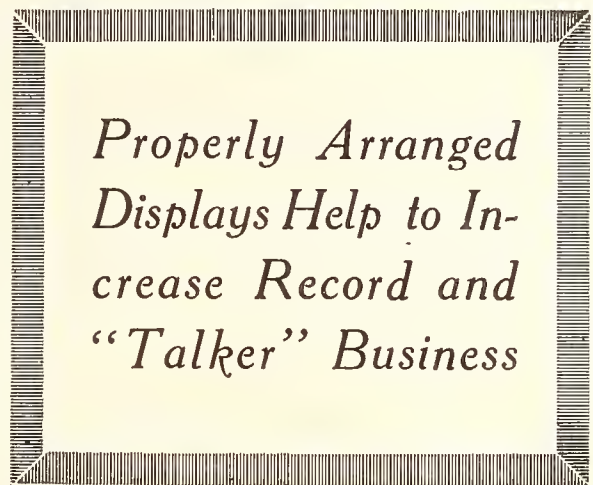 Properly Arranged
Displays Help to In-
crease Record and
“Talker” Business